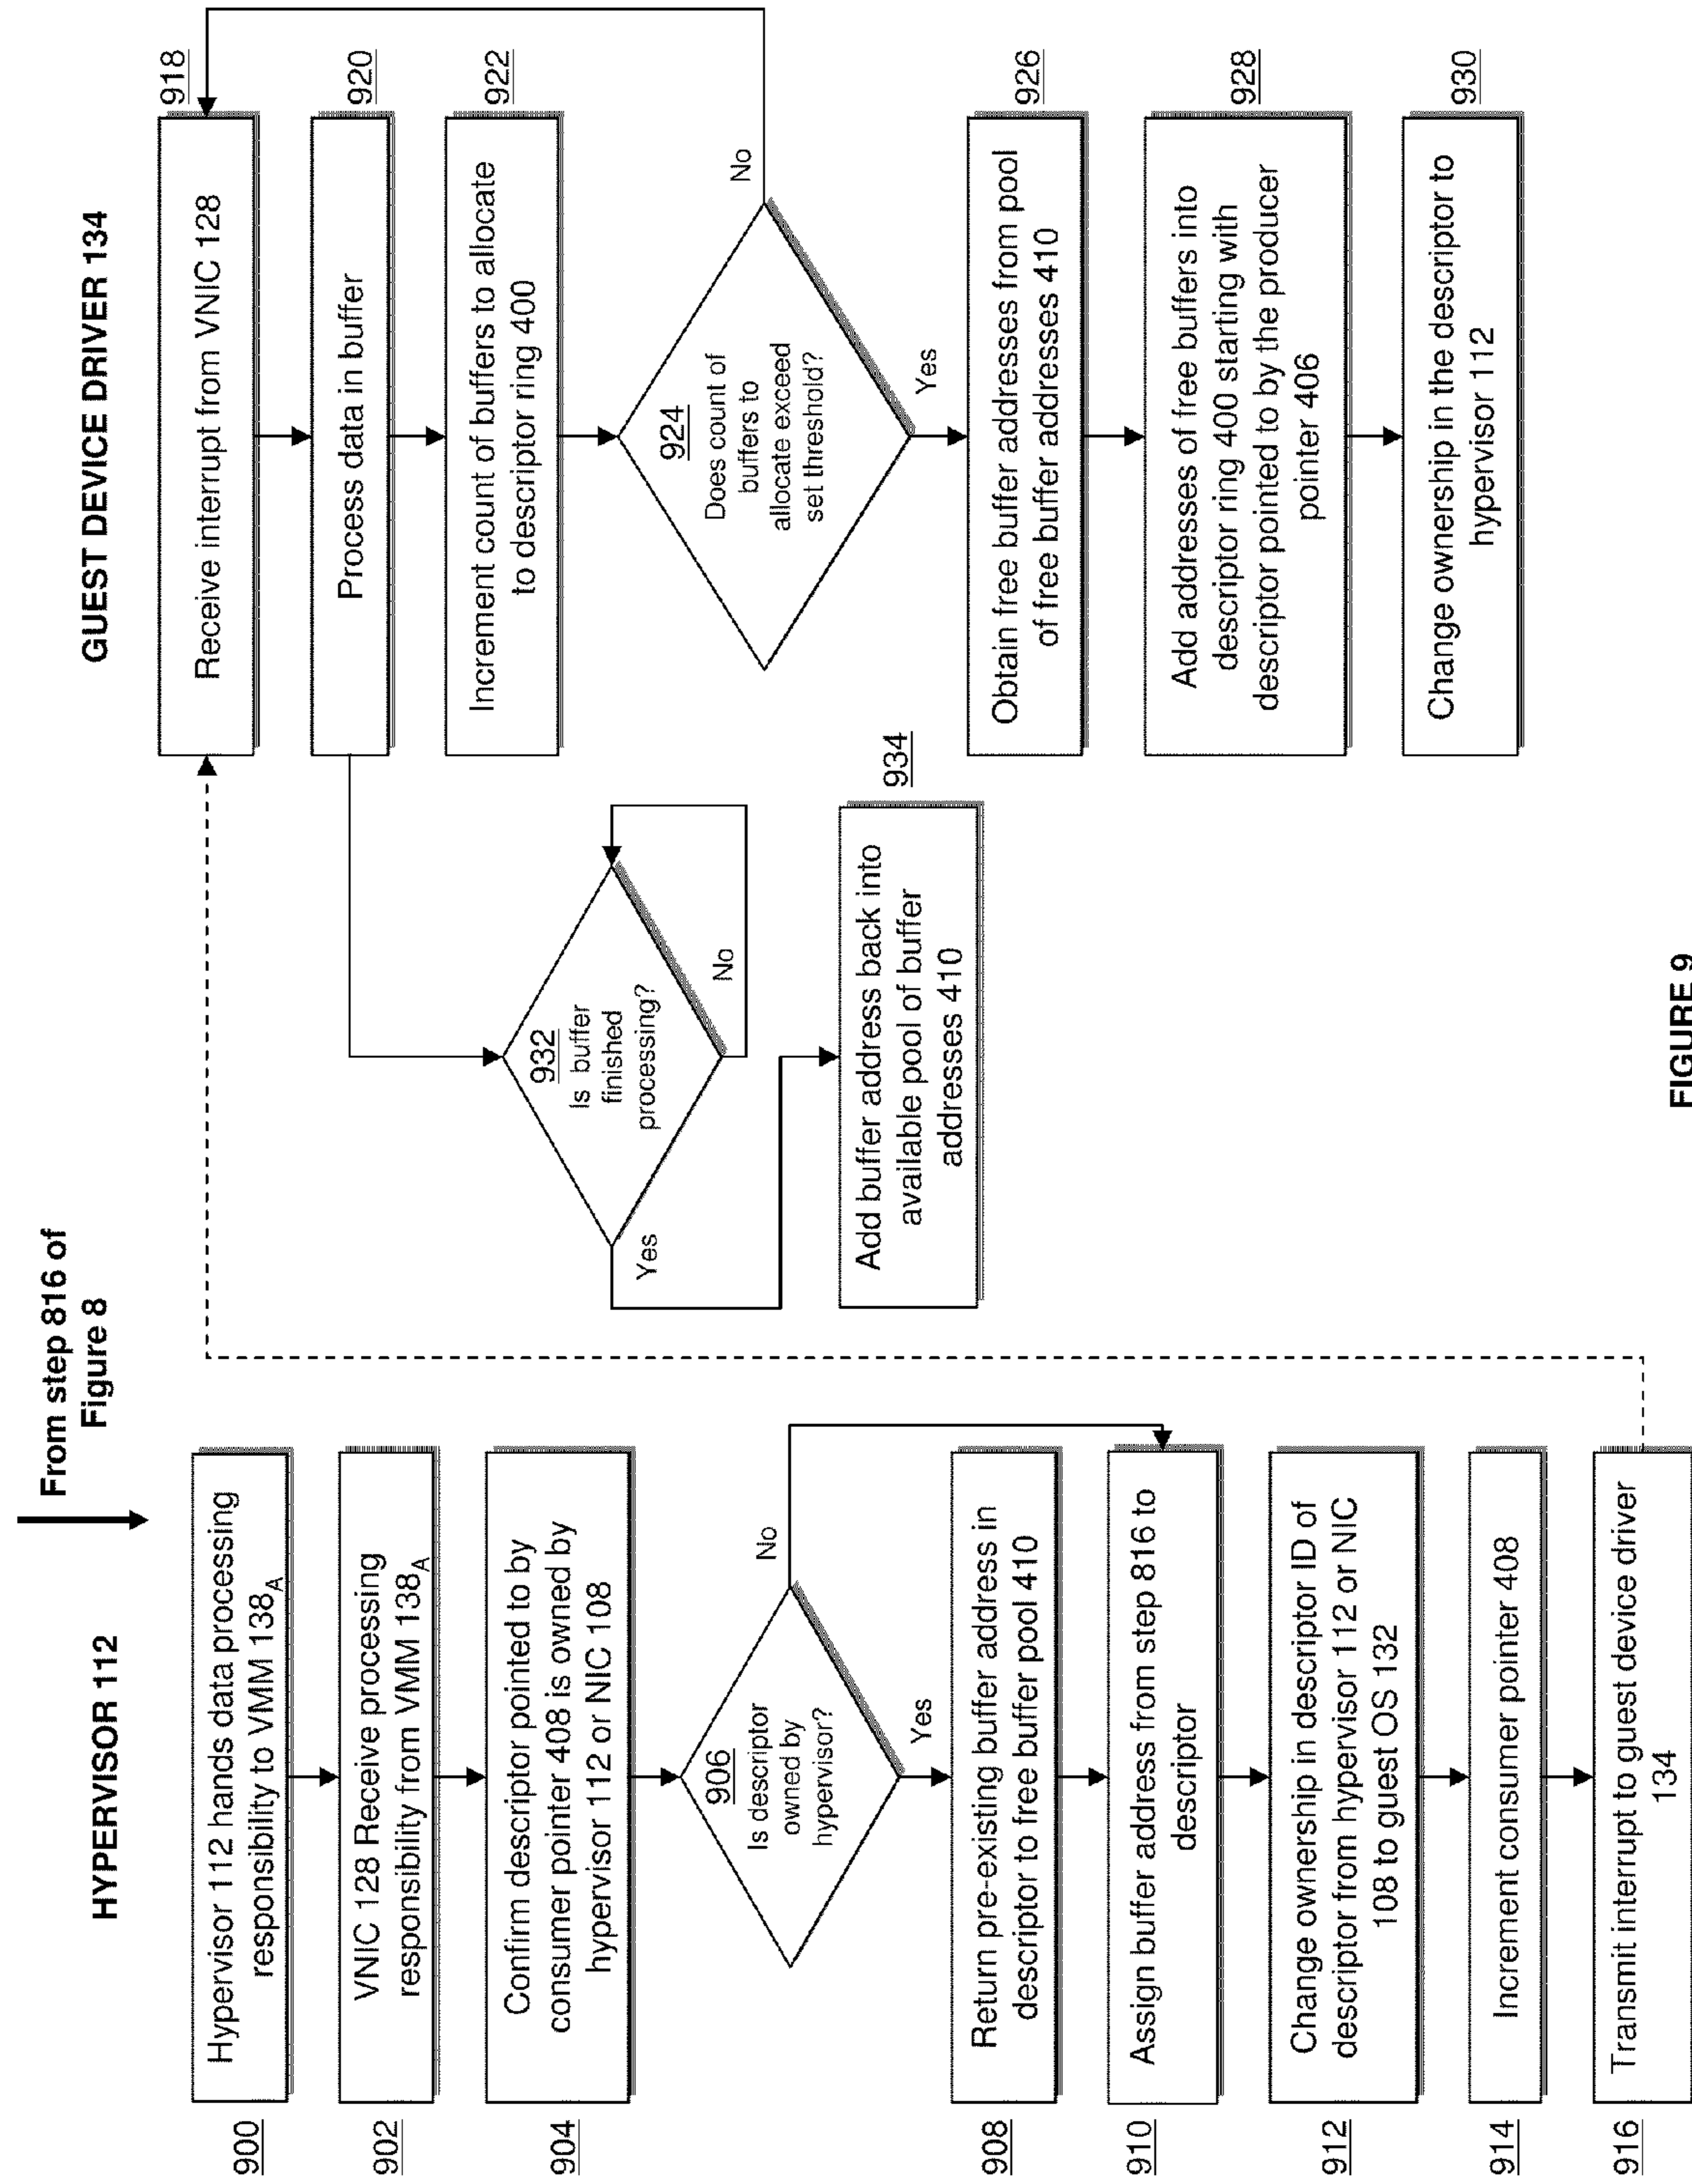 From step 816 of
Figure 8
HYPERVISOR 112
900
Hypervisor 112 hands data processing
responsibility to VMM 138A
902
VNIC 128 Receive processing
responsibility from VMM 138A
904
Confirm descriptor pointed to by
consumer pointer 408 is owned by
hypervisor 112 or NIC 108
906
Is descriptor
owned by
hypervisor?
No
Yes
908
Return pre-existing buffer address in
descriptor to free buffer pool 410
910
Assign buffer address from step 816 to
descriptor
912
Change ownership in descriptor ID of
descriptor from hypervisor 112 or NIC
108 to guest OS 132
914
Increment consumer pointer 408
916
Transmit interrupt to guest device driver
134
GUEST DEVICE DRIVER 134
918
Receive interrupt from VNIC 128
920
Process data in buffer
922
Increment count of buffers to allocate
to descriptor ring 400
924
Does count of
buffers to
allocate exceed
set threshold?
No
Yes
926
Obtain free buffer addresses from pool
of free buffer addresses 410
928
Add addresses of free buffers into
descriptor ring 400 starting with
descriptor pointed to by the producer
pointer 406
930
Change ownership in the descriptor to
hypervisor 112
932
Is buffer
finished
processing?
No
Yes
934
Add buffer address back into
available pool of buffer
addresses 410
FIGURE 9